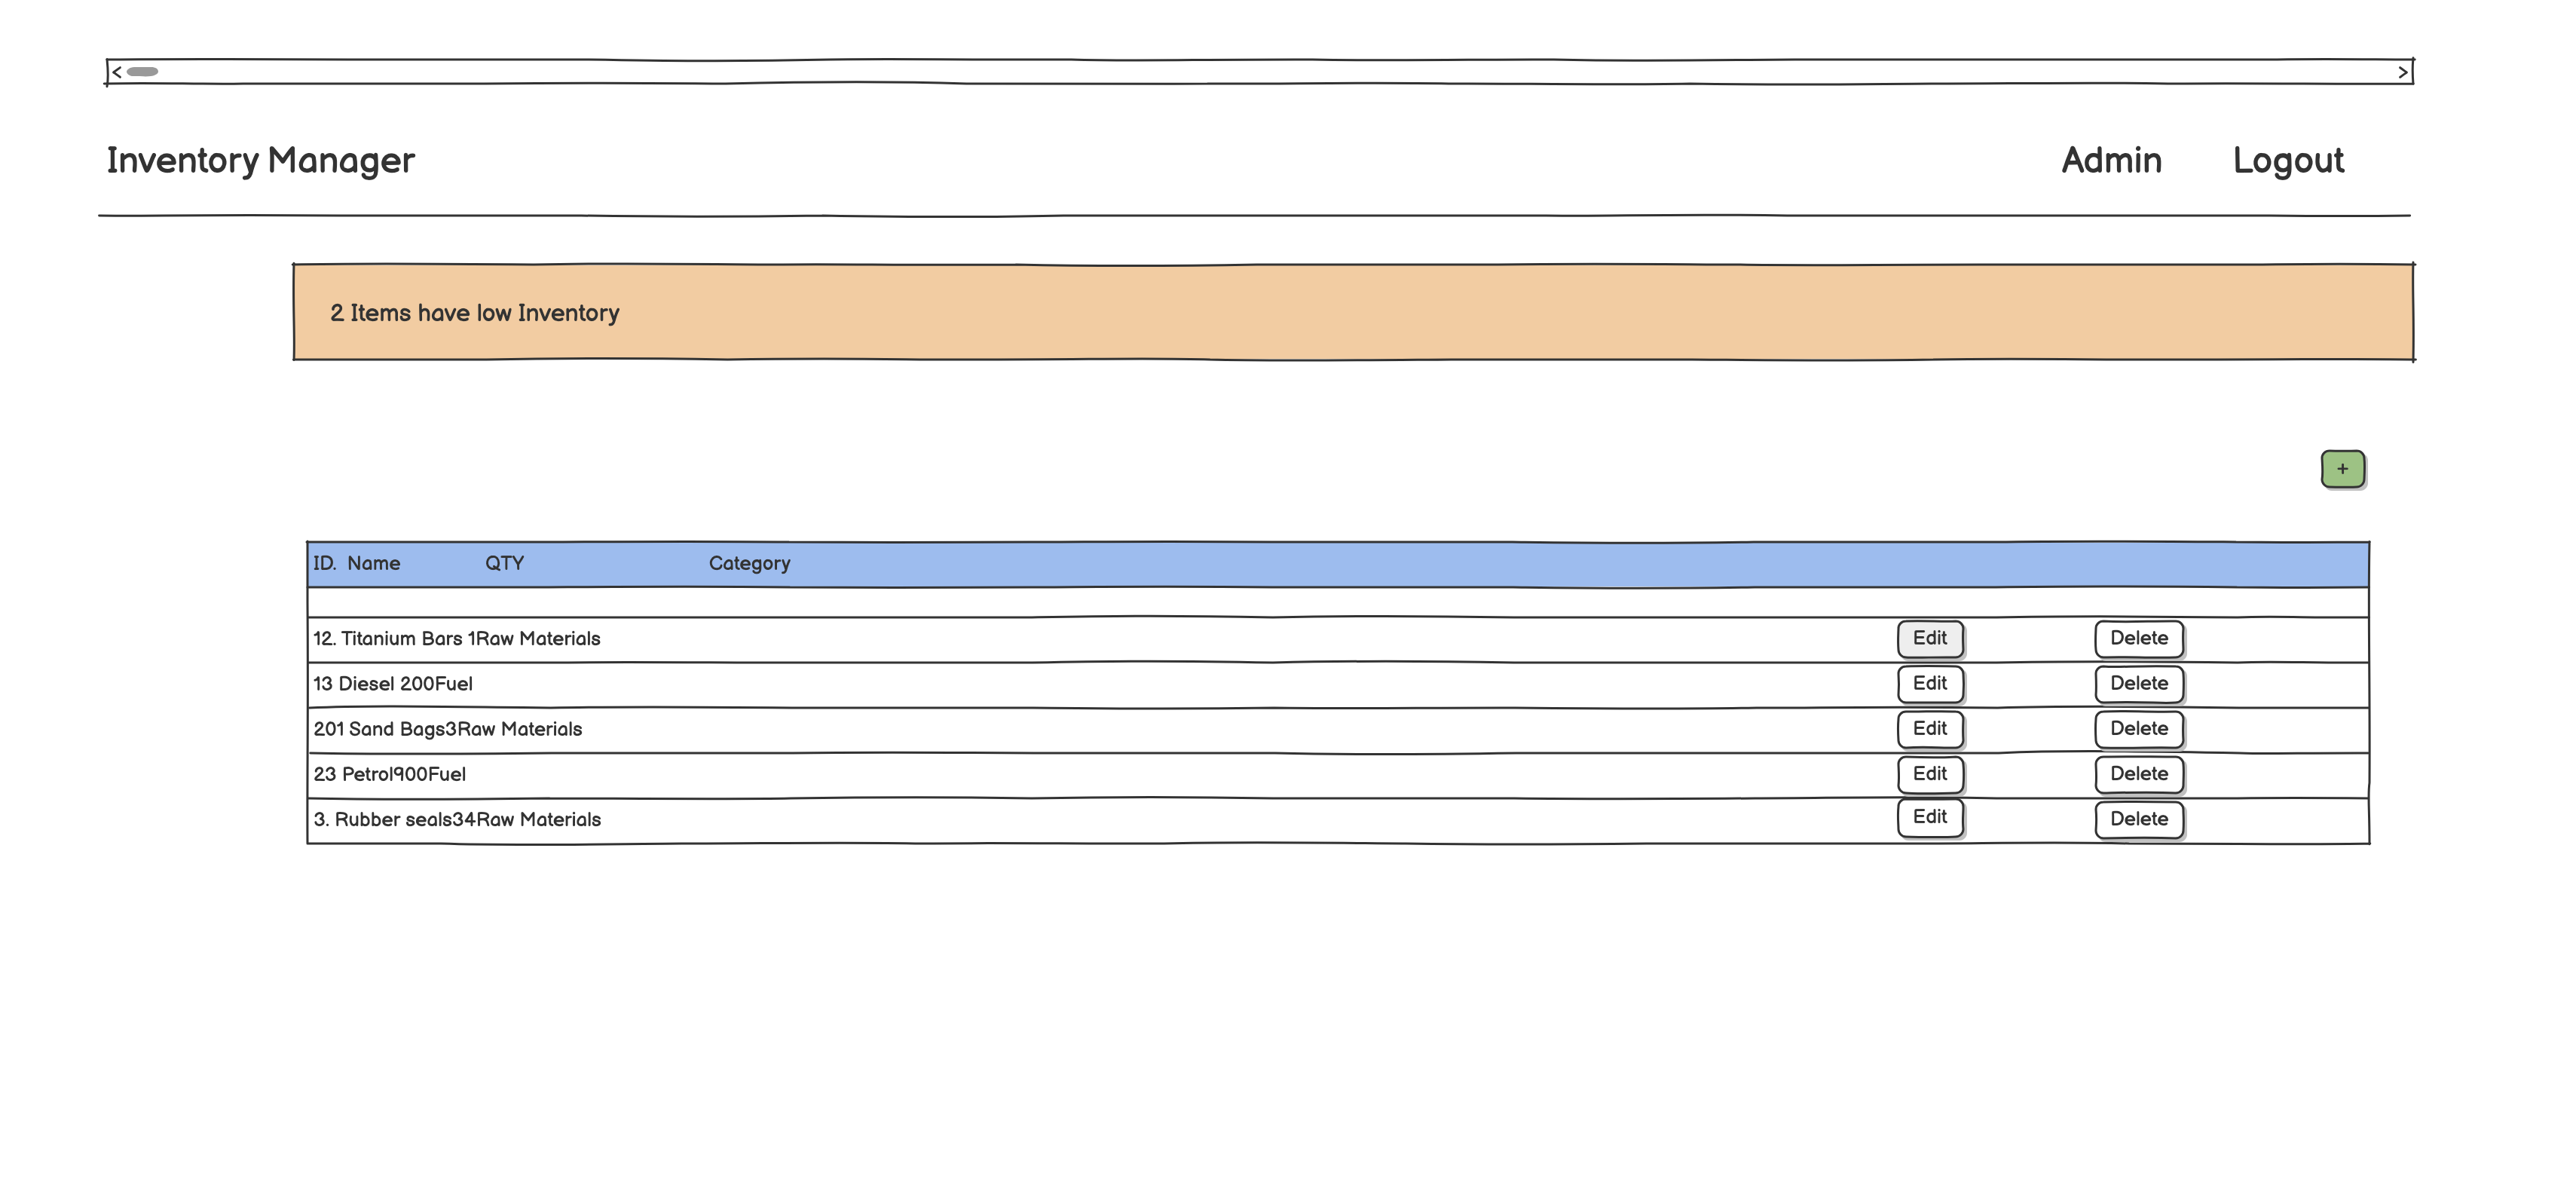 Inventory Manager Admin Logout
2 Items have low Inventory
+
ID. Name QTY Category
12. Titanium Bars 1Raw Materials Edit Delete
13 Diesel 200Fuel Edit Delete
201 Sand Bags3Raw Materials Edit Delete
23 Petrol900Fuel Edit Delete
3. Rubber seals34Raw Materials Edit Delete